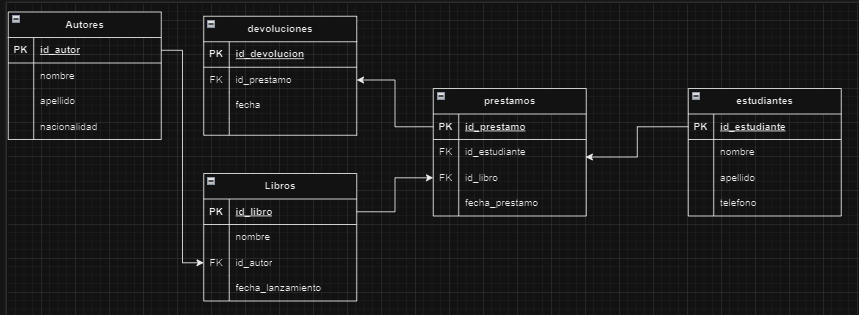 Autores
PK id_autor
nombre
apellido
nacionalidad
devoluciones
PK id_devolucion
FK id_prestamo
fecha
Libros
PK id_libro
nombre
FK id_autor
fecha_lanzamiento
prestamos
PK id_prestamo
FK id_estudiante
FK id_libro
fecha_prestamo
estudiantes
PK id_estudiante
nombre
apellido
telefono